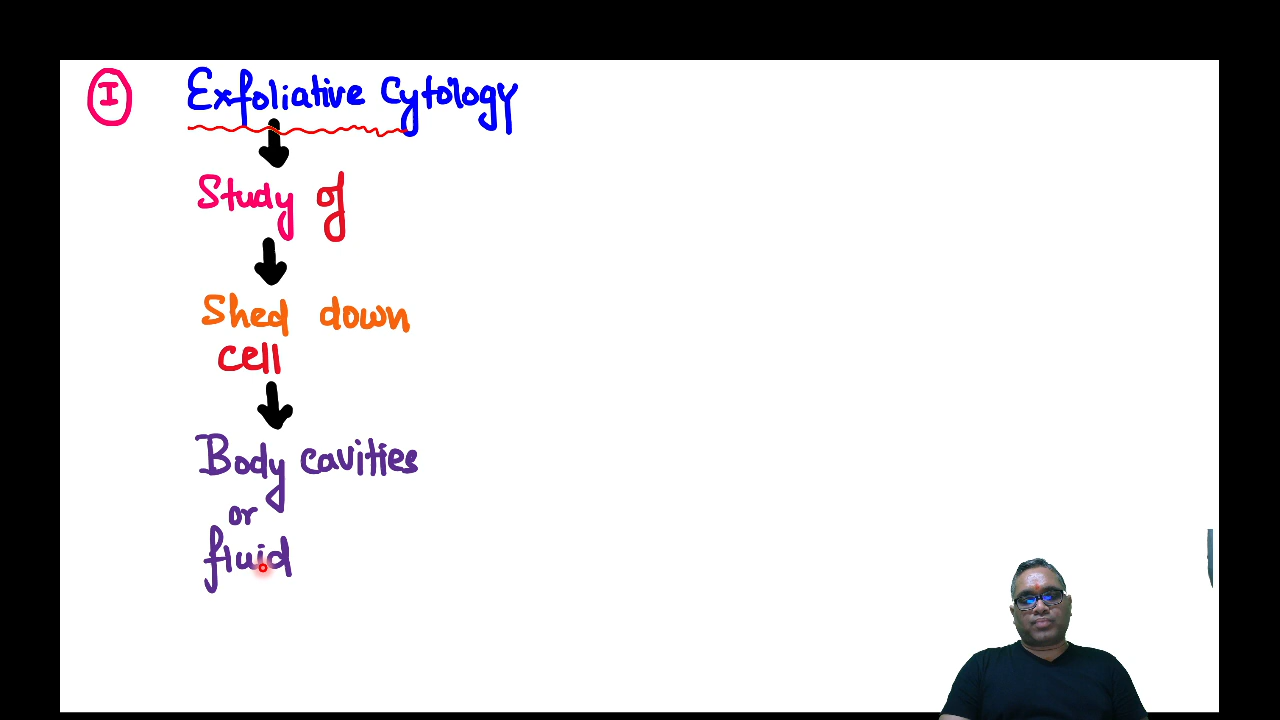 I Exfoliative Cytology
Study of
Shed down
cell
Body cavities
or
fluid